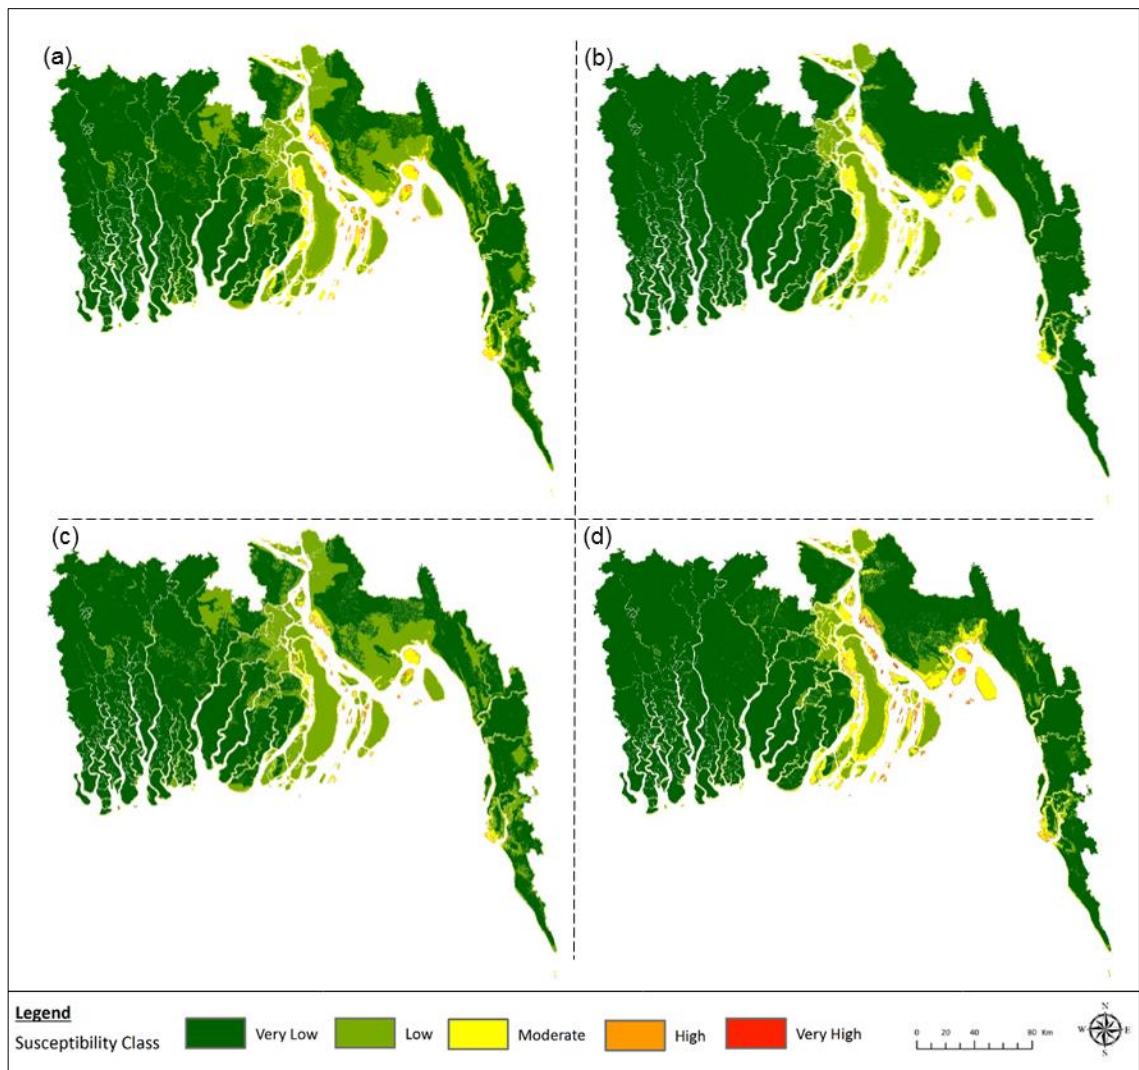 (a)
(b)
(c)
(d)
Legend
Susceptibility Class
Very Low
Low
Moderate
High
Very High
0 20 40 80 Km
N
W E
S